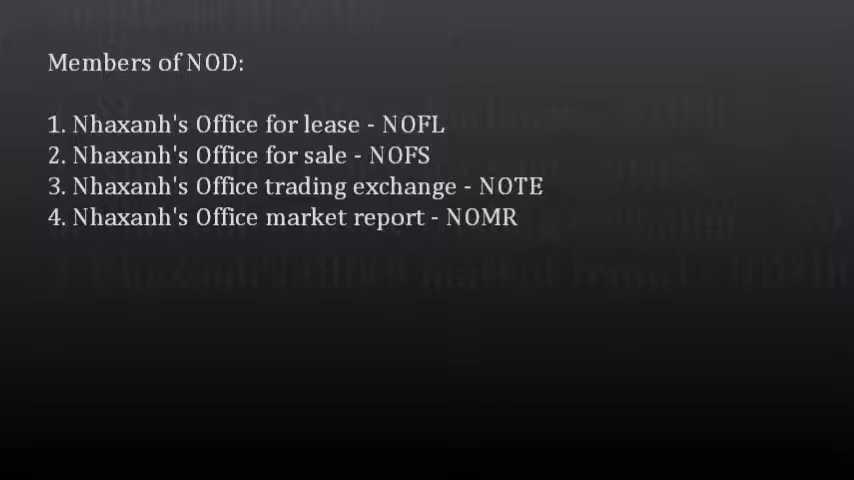 Members of NOD:
1. Nhaxanh's Office for lease - NOFL
2. Nhaxanh's Office for sale - NOFS
3. Nhaxanh's Office trading exchange - NOTE
4. Nhaxanh's Office market report - NOMR